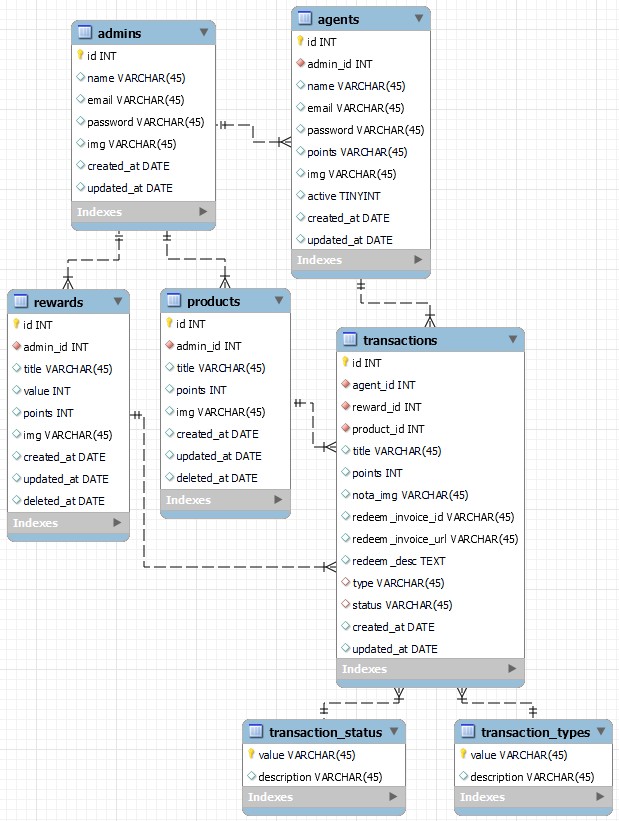 admins
id INT
name VARCHAR(45)
email VARCHAR(45)
password VARCHAR(45)
img VARCHAR(45)
created_at DATE
updated_at DATE
Indexes
agents
id INT
admin_id INT
name VARCHAR(45)
email VARCHAR(45)
password VARCHAR(45)
points VARCHAR(45)
img VARCHAR(45)
active TINYINT
created_at DATE
updated_at DATE
Indexes
rewards
id INT
admin_id INT
title VARCHAR(45)
value INT
points INT
img VARCHAR(45)
created_at DATE
updated_at DATE
deleted_at DATE
Indexes
products
id INT
admin_id INT
title VARCHAR(45)
points INT
img VARCHAR(45)
created_at DATE
updated_at DATE
deleted_at DATE
Indexes
transactions
id INT
agent_id INT
reward_id INT
product_id INT
title VARCHAR(45)
points INT
nota_img VARCHAR(45)
redeem_invoice_id VARCHAR(45)
redeem_invoice_url VARCHAR(45)
redeem_desc TEXT
type VARCHAR(45)
status VARCHAR(45)
created_at DATE
updated_at DATE
Indexes
transaction_status
value VARCHAR(45)
description VARCHAR(45)
Indexes
transaction_types
value VARCHAR(45)
description VARCHAR(45)
Indexes